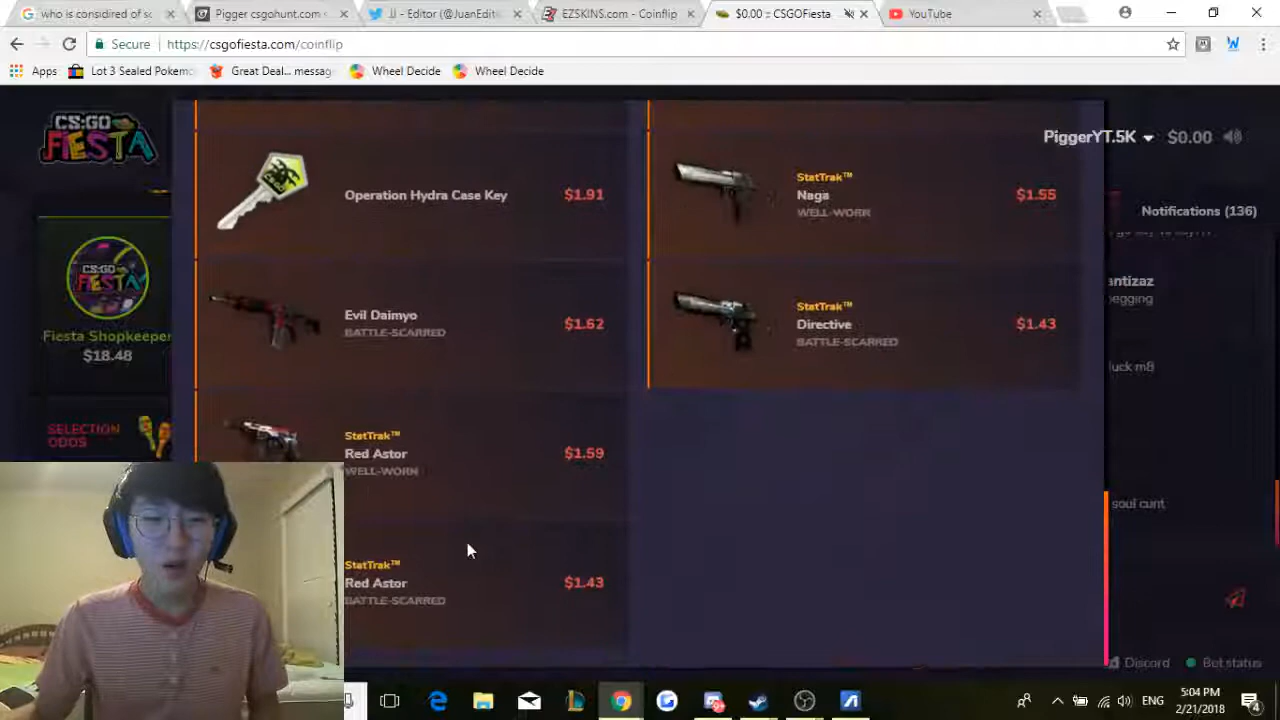 who is considired of sc
Pigger csgohunt.com - r
JJ - Editor (@JuanEdit
EZSKINS.com - Coinflip
$0.00 :: CSGOFiesta
YouTube
Secure
https://csgofiesta.com/coinflip
Apps
Lot 3 Sealed Pokemo
Great Deal... messag
Wheel Decide
Wheel Decide
CS:GO
FIESTA
PiggerYT.5K
$0.00
Notifications (136)
Operation Hydra Case Key
$1.91
StatTrak™
Naga
WELL-WORN
$1.55
antizaz
pegging
CS:GO
FIESTA
Fiesta Shopkeeper
$18.48
Evil Daimyo
BATTLE-SCARRED
$1.62
StatTrak™
Directive
BATTLE-SCARRED
$1.43
luck m8
SELECTION
ODDS
StatTrak™
Red Astor
WELL-WORN
$1.59
soul cunt
StatTrak™
Red Astor
BATTLE-SCARRED
$1.43
Discord
Bot status
ENG
5:04 PM
2/21/2018
4